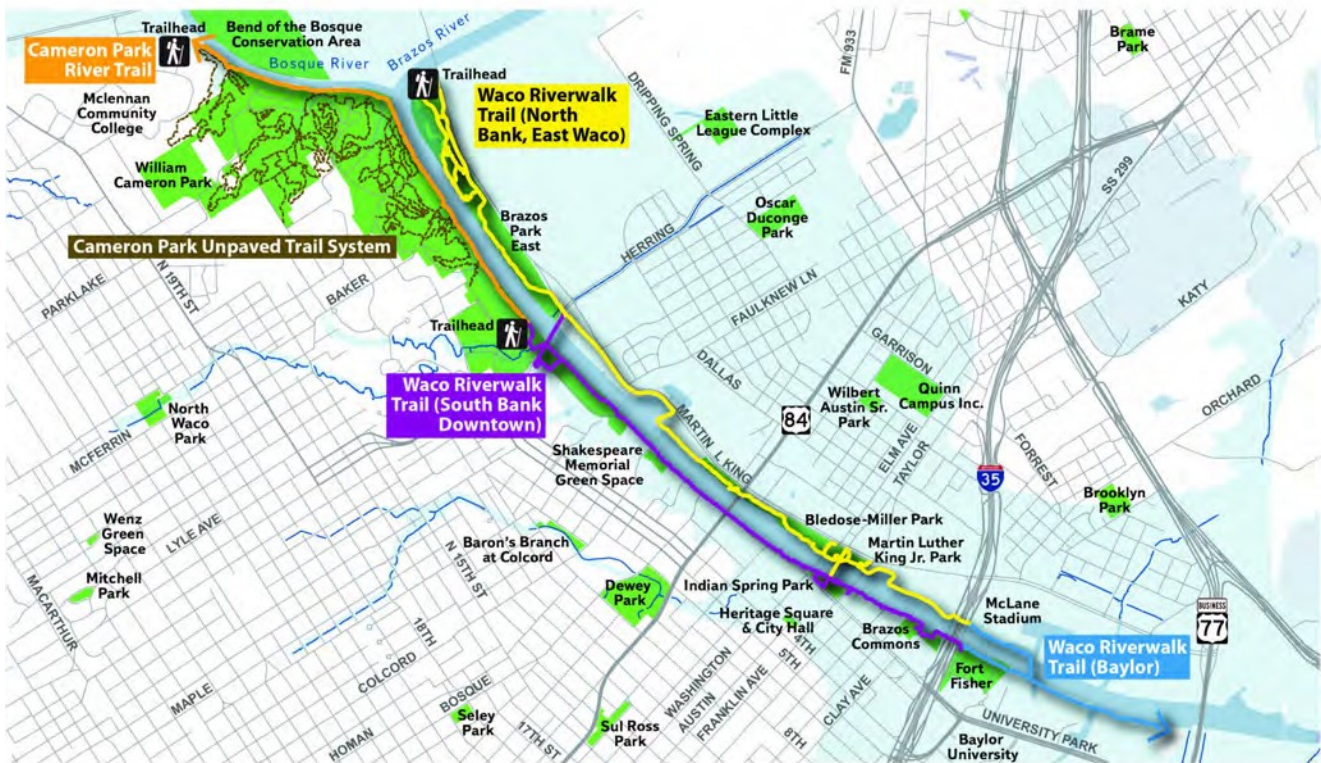 Trailhead
Bend of the Bosque
Conservation Area
Cameron Park
River Trail
Bosque River
Brazos River
Trailhead
Waco Riverwalk
Trail (North
Bank, East Waco)
FM 933
Brame
Park
Mclennan
Community
College
DRIPPING SPRING
Eastern Little
League Complex
SS 299
William
Cameron Park
Brazos
Park
East
Oscar
Duconge
Park
HERRING
Cameron Park Unpaved Trail System
N 19TH ST
PARKLAKE
BAKER
FAULKNEW LN
KATY
Trailhead
DALLAS
GARRISON
Waco Riverwalk
Trail (South Bank
Downtown)
North
Waco
Park
MCFERRIN
MARTIN L KING
84
Wilbert
Austin Sr.
Park
Quinn
Campus Inc.
ORCHARD
ELM AVE
TAYLOR
FORREST
Shakespeare
Memorial
Green Space
INTERSTATE
35
Brooklyn
Park
Wenz
Green
Space
LYLE AVE
Baron's Branch
at Colcord
N 15TH ST
Bledose-Miller Park
Martin Luther
King Jr. Park
Mitchell
Park
MACARTHUR
Dewey
Park
Indian Spring Park
Heritage Square
& City Hall
McLane
Stadium
BUSINESS
77
18TH
4TH
5TH
Brazos
Commons
Waco Riverwalk
Trail (Baylor)
COLCORD
MAPLE
BOSQUE
Fort
Fisher
WASHINGTON
AUSTIN
FRANKLIN AVE
CLAY AVE
Seley
Park
HOMAN
17TH ST
Sul Ross
Park
8TH
UNIVERSITY PARK
Baylor
University